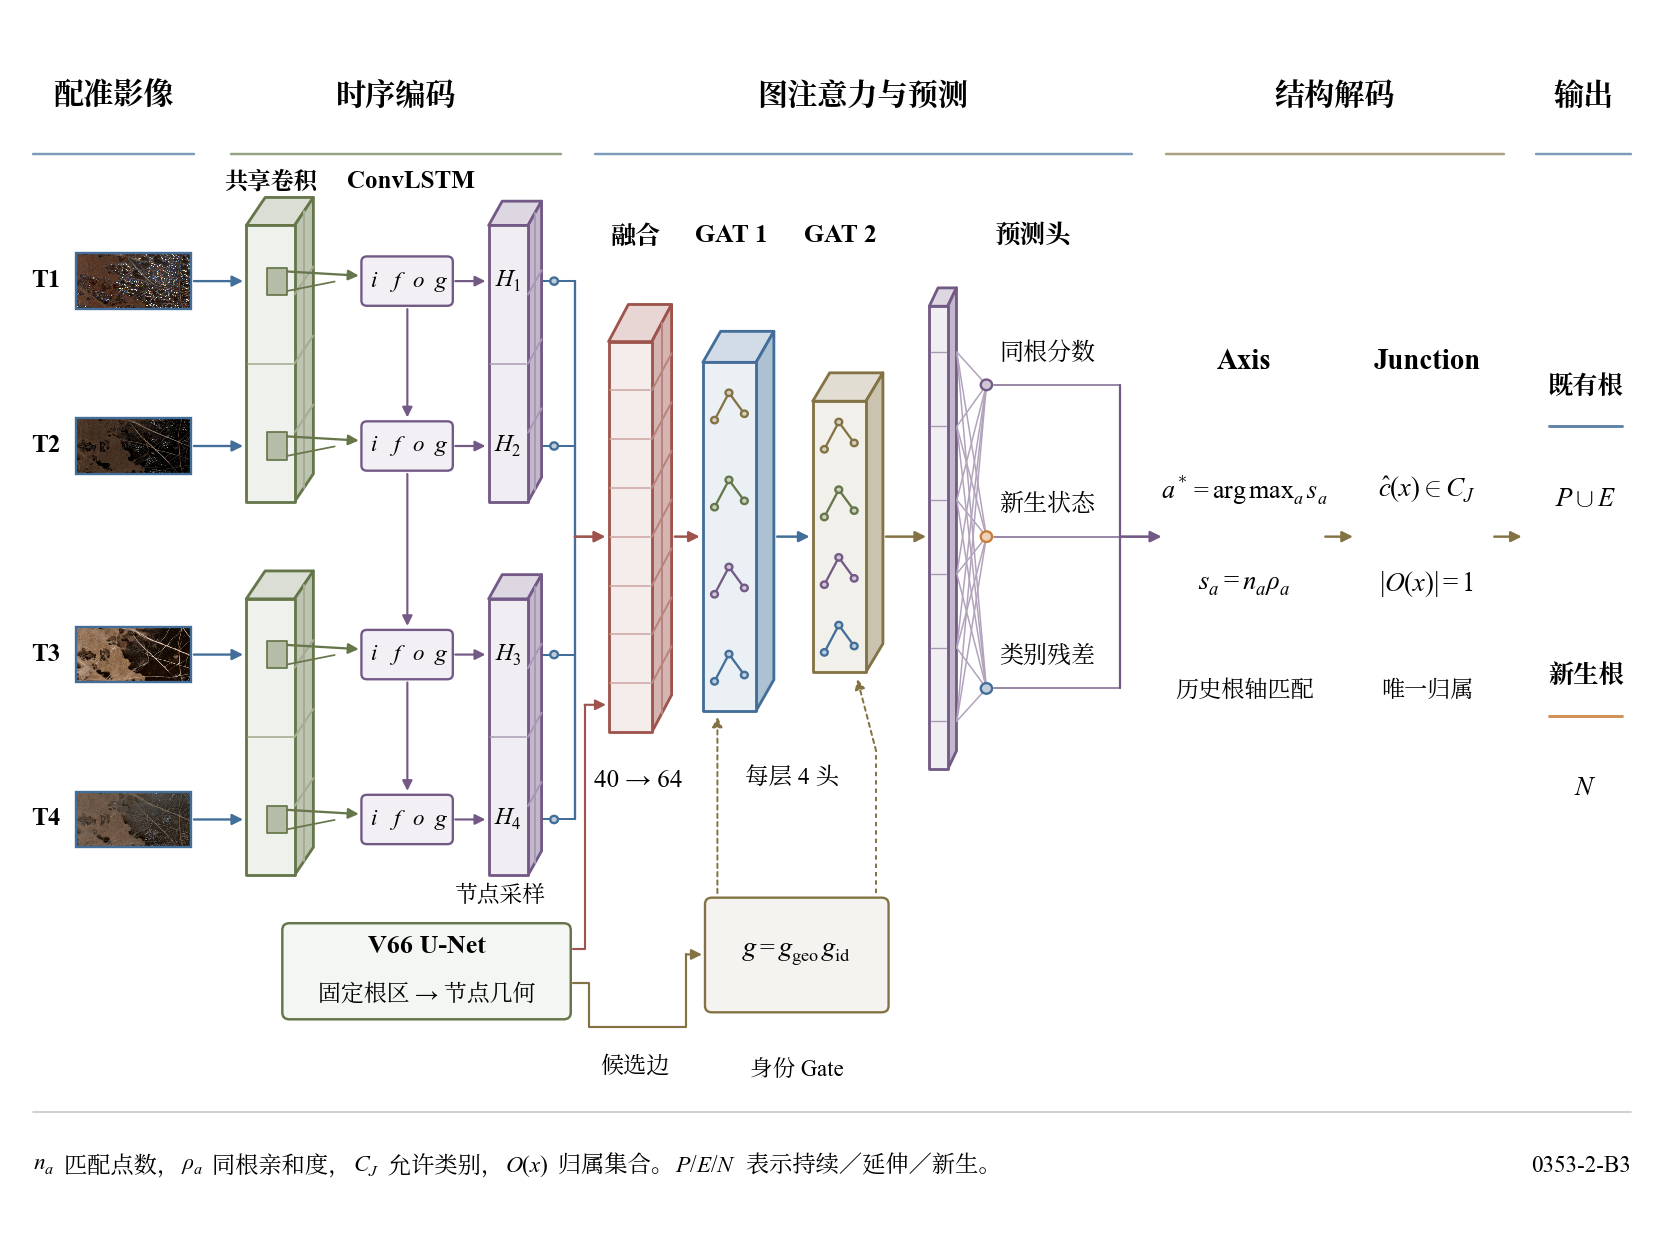 配准影像
时序编码
图注意力与预测
结构解码
输出
共享卷积
ConvLSTM
融合
GAT 1
GAT 2
预测头
T1
i f o g
H₁
T2
i f o g
H₂
T3
i f o g
H₃
T4
i f o g
H₄
节点采样
40 → 64
每层 4 头
同根分数
新生状态
类别残差
Axis
a* = arg maxₐ sₐ
sₐ = nₐρₐ
历史根轴匹配
Junction
ĉ(x) ∈ C_J
|O(x)| = 1
唯一归属
既有根
P ∪ E
新生根
N
V66 U-Net
固定根区 → 节点几何
g = g_geo g_id
候选边
身份 Gate
nₐ 匹配点数，ρₐ 同根亲和度，C_J 允许类别，O(x) 归属集合。P/E/N 表示持续／延伸／新生。
0353-2-B3